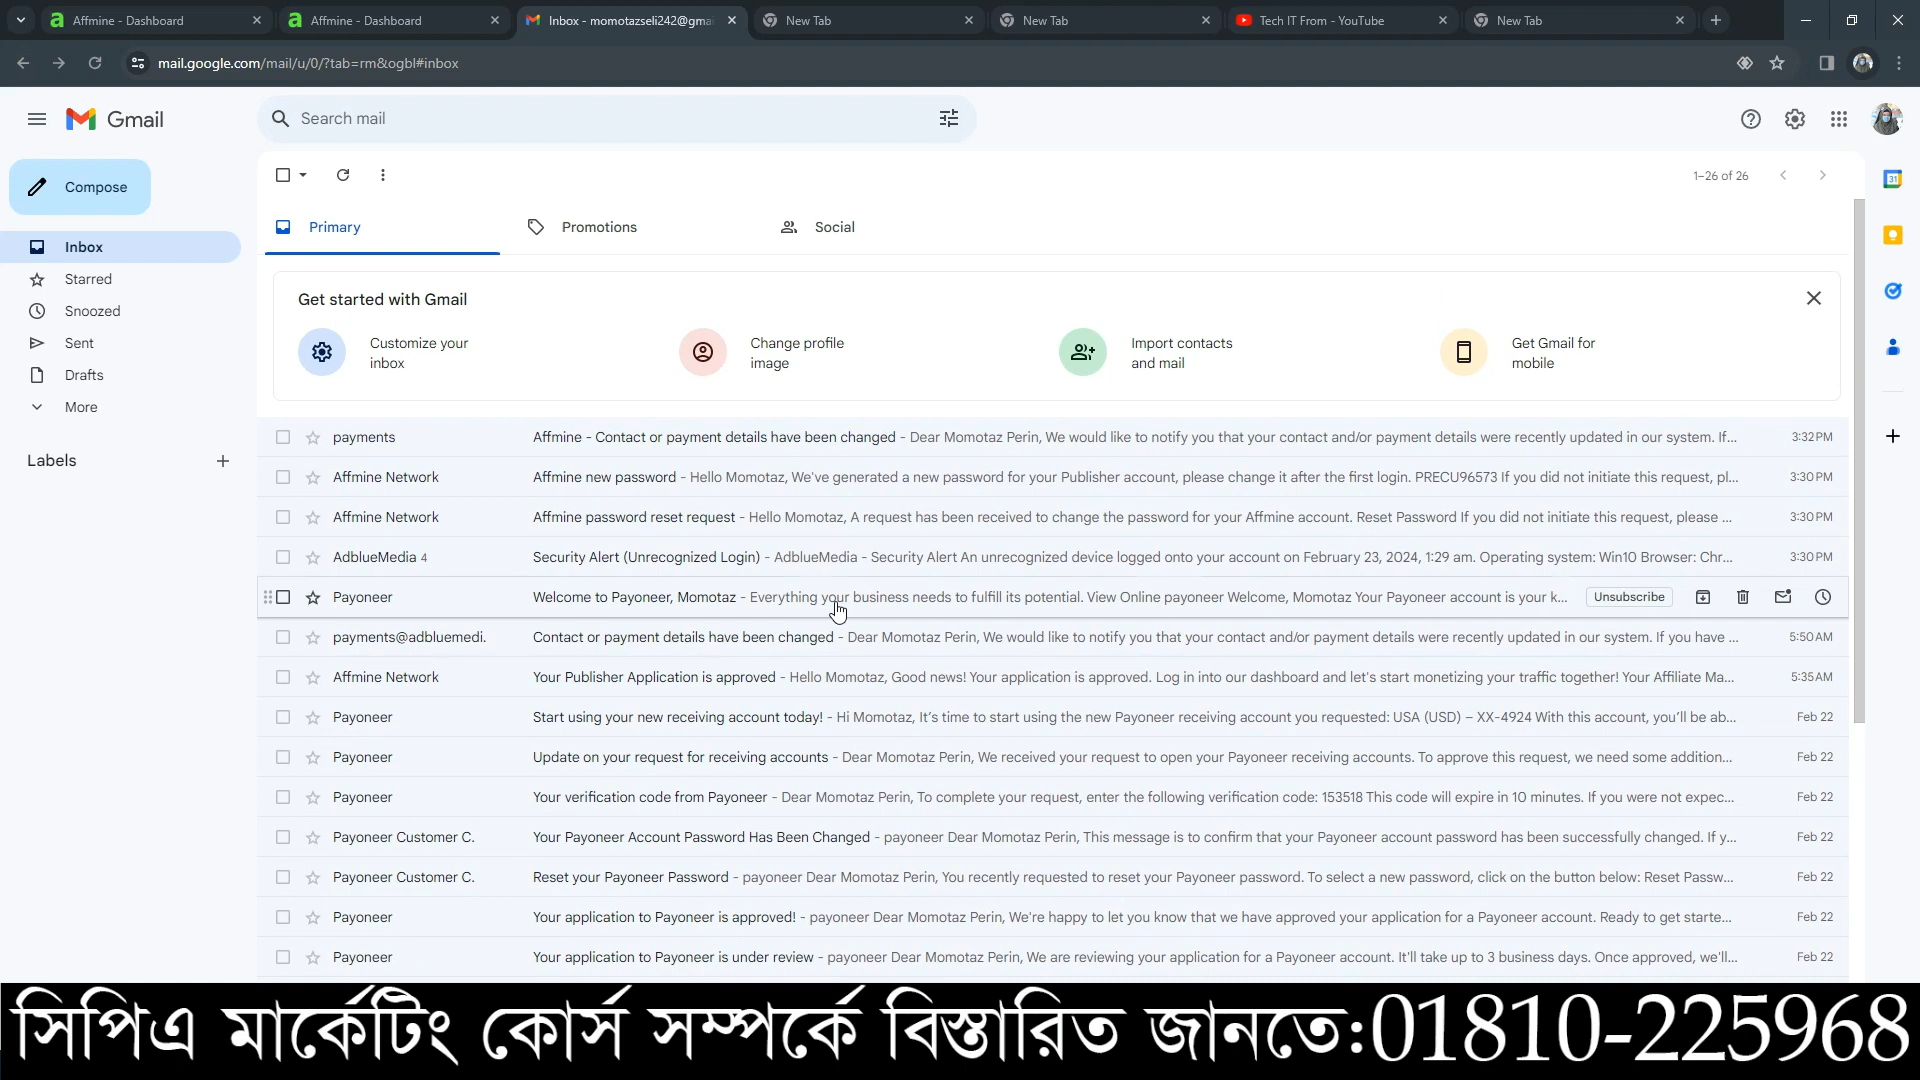 Affmine - Dashboard
Affmine - Dashboard
Inbox - momotazseli242@gmai
New Tab
New Tab
Tech IT From - YouTube
New Tab
mail.google.com/mail/u/0/?tab=rm&ogbl#inbox
Gmail
Search mail
Compose
Inbox
Starred
Snoozed
Sent
Drafts
More
Labels
1–26 of 26
Primary
Promotions
Social
Get started with Gmail
Customize your inbox
Change profile image
Import contacts and mail
Get Gmail for mobile
payments Affmine - Contact or payment details have been changed - Dear Momotaz Perin, We would like to notify you that your contact and/or payment details were recently updated in our system. If... 3:32 PM
Affmine Network Affmine new password - Hello Momotaz, We've generated a new password for your Publisher account, please change it after the first login. PRECU96573 If you did not initiate this request, pl... 3:30 PM
Affmine Network Affmine password reset request - Hello Momotaz, A request has been received to change the password for your Affmine account. Reset Password If you did not initiate this request, please ... 3:30 PM
AdblueMedia 4 Security Alert (Unrecognized Login) - AdblueMedia - Security Alert An unrecognized device logged onto your account on February 23, 2024, 1:29 am. Operating system: Win10 Browser: Chr... 3:30 PM
Payoneer Welcome to Payoneer, Momotaz - Everything your business needs to fulfill its potential. View Online payoneer Welcome, Momotaz Your Payoneer account is your k... Unsubscribe
payments@adbluemedi. Contact or payment details have been changed - Dear Momotaz Perin, We would like to notify you that your contact and/or payment details were recently updated in our system. If you have ... 5:50 AM
Affmine Network Your Publisher Application is approved - Hello Momotaz, Good news! Your application is approved. Log in into our dashboard and let's start monetizing your traffic together! Your Affiliate Ma... 5:35 AM
Payoneer Start using your new receiving account today! - Hi Momotaz, It's time to start using the new Payoneer receiving account you requested: USA (USD) – XX-4924 With this account, you'll be ab... Feb 22
Payoneer Update on your request for receiving accounts - Dear Momotaz Perin, We received your request to open your Payoneer receiving accounts. To approve this request, we need some addition... Feb 22
Payoneer Your verification code from Payoneer - Dear Momotaz Perin, To complete your request, enter the following verification code: 153518 This code will expire in 10 minutes. If you were not expec... Feb 22
Payoneer Customer C. Your Payoneer Account Password Has Been Changed - payoneer Dear Momotaz Perin, This message is to confirm that your Payoneer account password has been successfully changed. If y... Feb 22
Payoneer Customer C. Reset your Payoneer Password - payoneer Dear Momotaz Perin, You recently requested to reset your Payoneer password. To select a new password, click on the button below: Reset Passw... Feb 22
Payoneer Your application to Payoneer is approved! - payoneer Dear Momotaz Perin, We're happy to let you know that we have approved your application for a Payoneer account. Ready to get starte... Feb 22
Payoneer Your application to Payoneer is under review - payoneer Dear Momotaz Perin, We are reviewing your application for a Payoneer account. It'll take up to 3 business days. Once approved, we'll... Feb 22
সিপিএ মার্কেটিং কোর্স সম্পর্কে বিস্তারিত জানতে:01810-225968